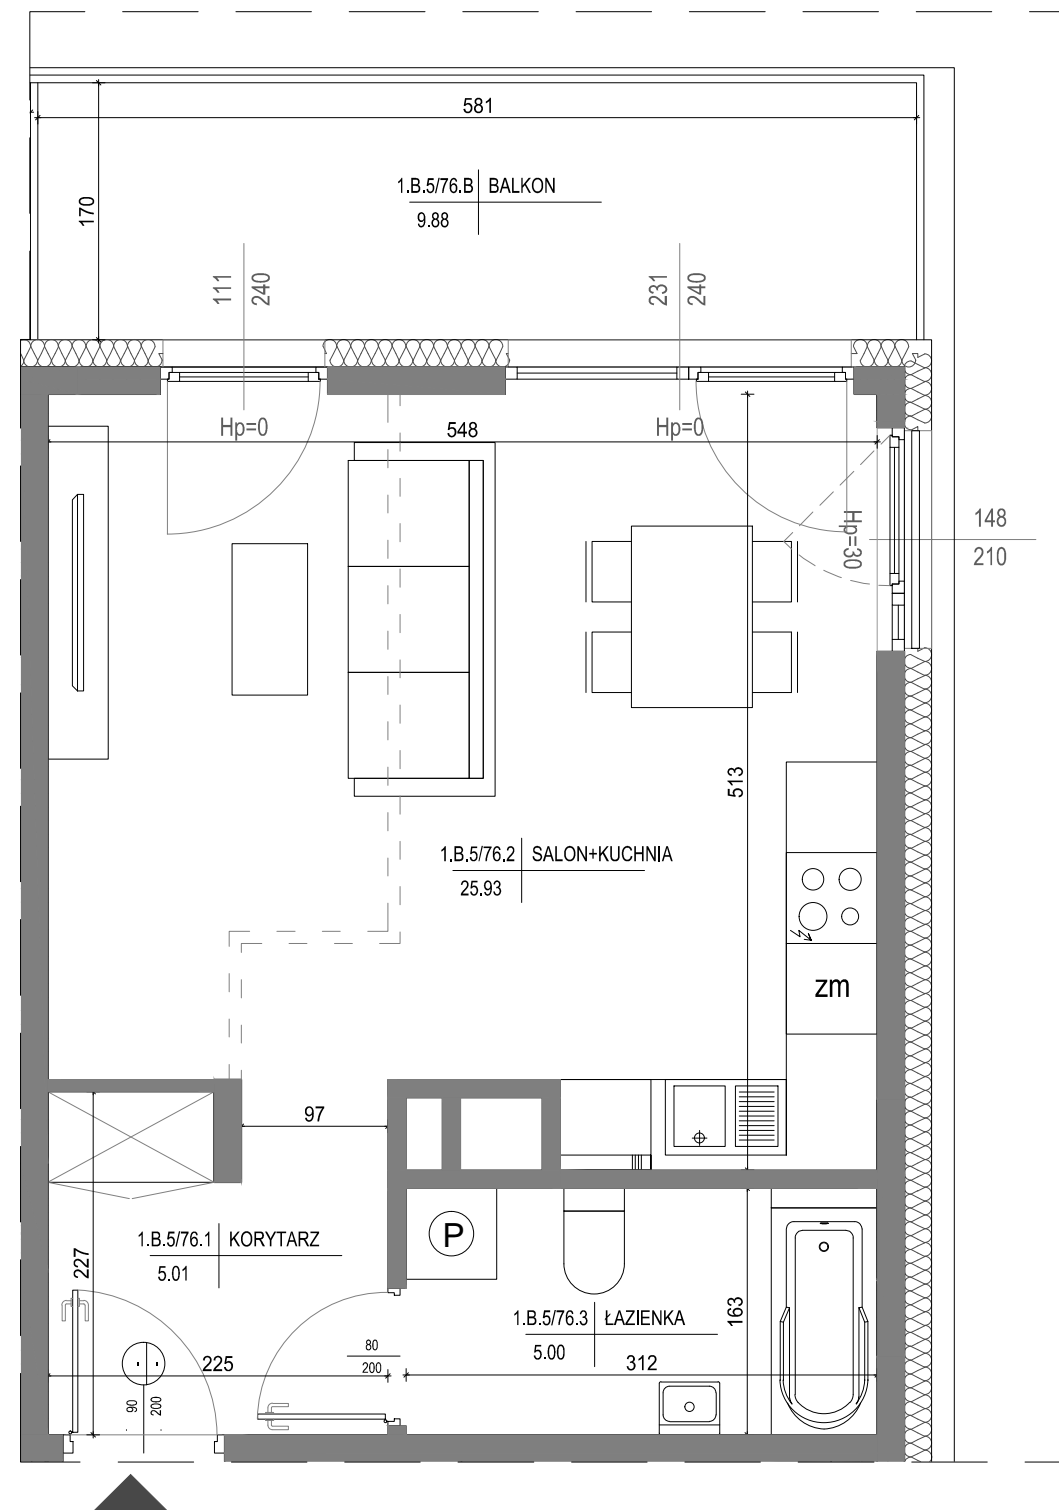 581
170
1.B.5/76.B BALKON
9.88
111
240
231
240
Hp=0
548
Hp=0
Hp=30
148
210
513
1.B.5/76.2 SALON+KUCHNIA
25.93
zm
97
227
1.B.5/76.1 KORYTARZ
5.01
P
1.B.5/76.3 ŁAZIENKA
5.00
163
80
200
225
312
90
200